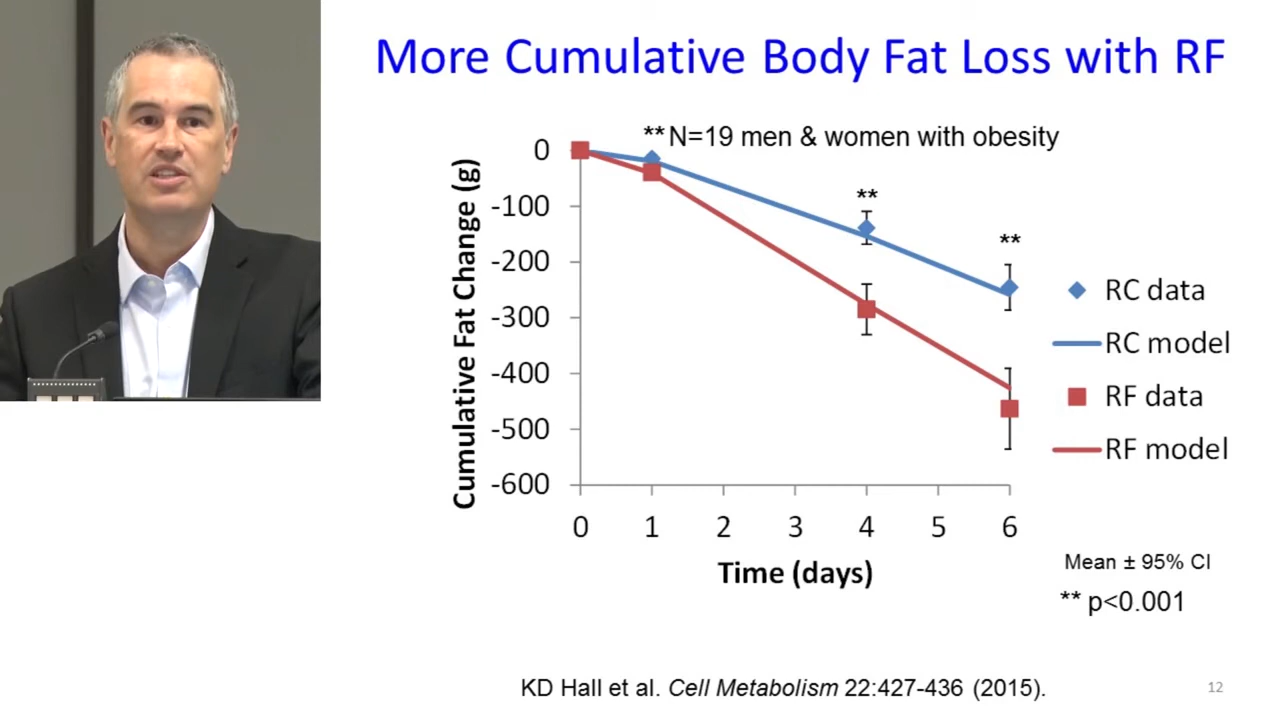 More Cumulative Body Fat Loss with RF
** N=19 men & women with obesity
Cumulative Fat Change (g)
0
-100
-200
-300
-400
-500
-600
**
**
0 1 2 3 4 5 6
Time (days)
RC data
RC model
RF data
RF model
Mean ± 95% CI
** p<0.001
KD Hall et al. Cell Metabolism 22:427-436 (2015).
12